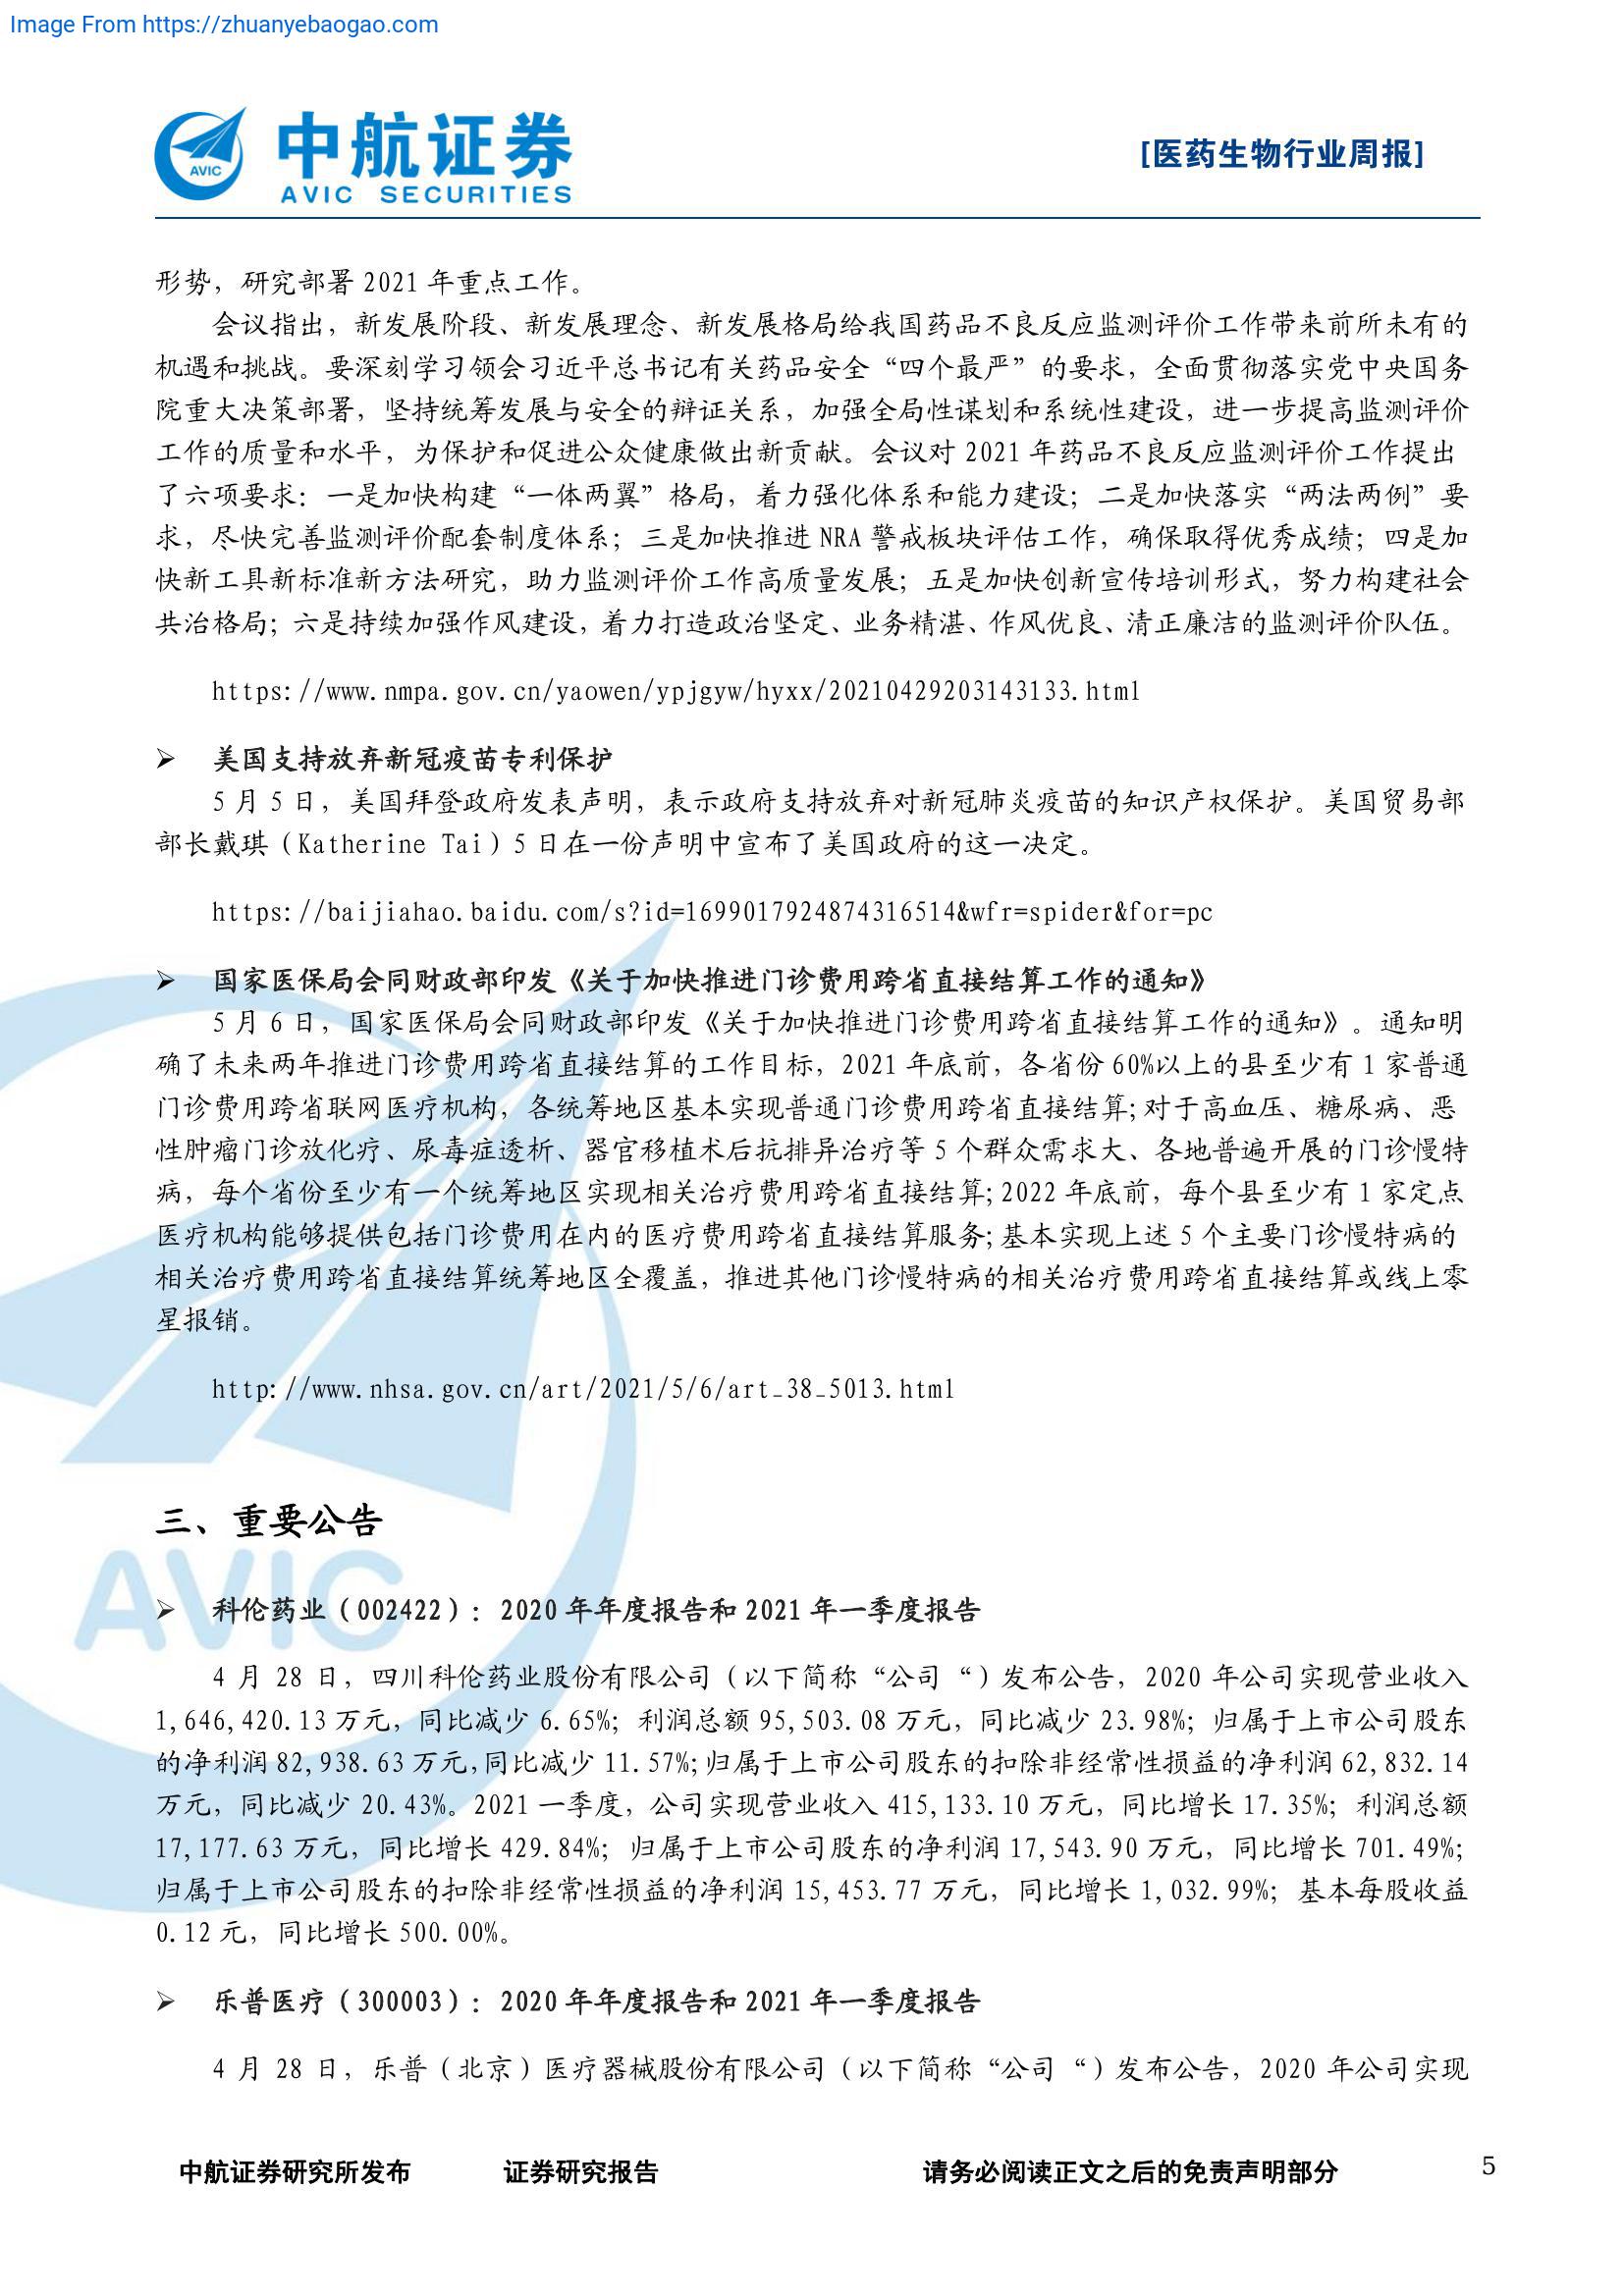 Image From https://zhuanyebaogao.com
AVIC
中航证券
AVIC SECURITIES
[医药生物行业周报]
形势，研究部署 2021 年重点工作。
会议指出，新发展阶段、新发展理念、新发展格局给我国药品不良反应监测评价工作带来前所未有的
机遇和挑战。要深刻学习领会习近平总书记有关药品安全“四个最严”的要求，全面贯彻落实党中央国务
院重大决策部署，坚持统筹发展与安全的辩证关系，加强全局性谋划和系统性建设，进一步提高监测评价
工作的质量和水平，为保护和促进公众健康做出新贡献。会议对 2021 年药品不良反应监测评价工作提出
了六项要求：一是加快构建“一体两翼”格局，着力强化体系和能力建设；二是加快落实“两法两例”要
求，尽快完善监测评价配套制度体系；三是加快推进 NRA 警戒板块评估工作，确保取得优秀成绩；四是加
快新工具新标准新方法研究，助力监测评价工作高质量发展；五是加快创新宣传培训形式，努力构建社会
共治格局；六是持续加强作风建设，着力打造政治坚定、业务精湛、作风优良、清正廉洁的监测评价队伍。
https://www.nmpa.gov.cn/yaowen/ypjgyw/hyxx/20210429203143133.html
➢ 美国支持放弃新冠疫苗专利保护
5 月 5 日，美国拜登政府发表声明，表示政府支持放弃对新冠肺炎疫苗的知识产权保护。美国贸易部
部长戴琪（Katherine Tai）5 日在一份声明中宣布了美国政府的这一决定。
https://baijiahao.baidu.com/s?id=1699017924874316514&wfr=spider&for=pc
➢ 国家医保局会同财政部印发《关于加快推进门诊费用跨省直接结算工作的通知》
5 月 6 日，国家医保局会同财政部印发《关于加快推进门诊费用跨省直接结算工作的通知》。通知明
确了未来两年推进门诊费用跨省直接结算的工作目标，2021 年底前，各省份 60%以上的县至少有 1 家普通
门诊费用跨省联网医疗机构，各统筹地区基本实现普通门诊费用跨省直接结算;对于高血压、糖尿病、恶
性肿瘤门诊放化疗、尿毒症透析、器官移植术后抗排异治疗等 5 个群众需求大、各地普遍开展的门诊慢特
病，每个省份至少有一个统筹地区实现相关治疗费用跨省直接结算;2022 年底前，每个县至少有 1 家定点
医疗机构能够提供包括门诊费用在内的医疗费用跨省直接结算服务;基本实现上述 5 个主要门诊慢特病的
相关治疗费用跨省直接结算统筹地区全覆盖，推进其他门诊慢特病的相关治疗费用跨省直接结算或线上零
星报销。
http://www.nhsa.gov.cn/art/2021/5/6/art_38_5013.html
三、重要公告
AVIC
➢ 科伦药业（002422）：2020 年年度报告和 2021 年一季度报告
4 月 28 日，四川科伦药业股份有限公司（以下简称“公司“）发布公告，2020 年公司实现营业收入
1,646,420.13 万元，同比减少 6.65%；利润总额 95,503.08 万元，同比减少 23.98%；归属于上市公司股东
的净利润 82,938.63 万元,同比减少 11.57%;归属于上市公司股东的扣除非经常性损益的净利润 62,832.14
万元，同比减少 20.43%。2021 一季度，公司实现营业收入 415,133.10 万元，同比增长 17.35%；利润总额
17,177.63 万元，同比增长 429.84%；归属于上市公司股东的净利润 17,543.90 万元，同比增长 701.49%；
归属于上市公司股东的扣除非经常性损益的净利润 15,453.77 万元，同比增长 1,032.99%；基本每股收益
0.12 元，同比增长 500.00%。
➢ 乐普医疗（300003）：2020 年年度报告和 2021 年一季度报告
4 月 28 日，乐普（北京）医疗器械股份有限公司（以下简称“公司“）发布公告，2020 年公司实现
中航证券研究所发布 证券研究报告 请务必阅读正文之后的免责声明部分 5